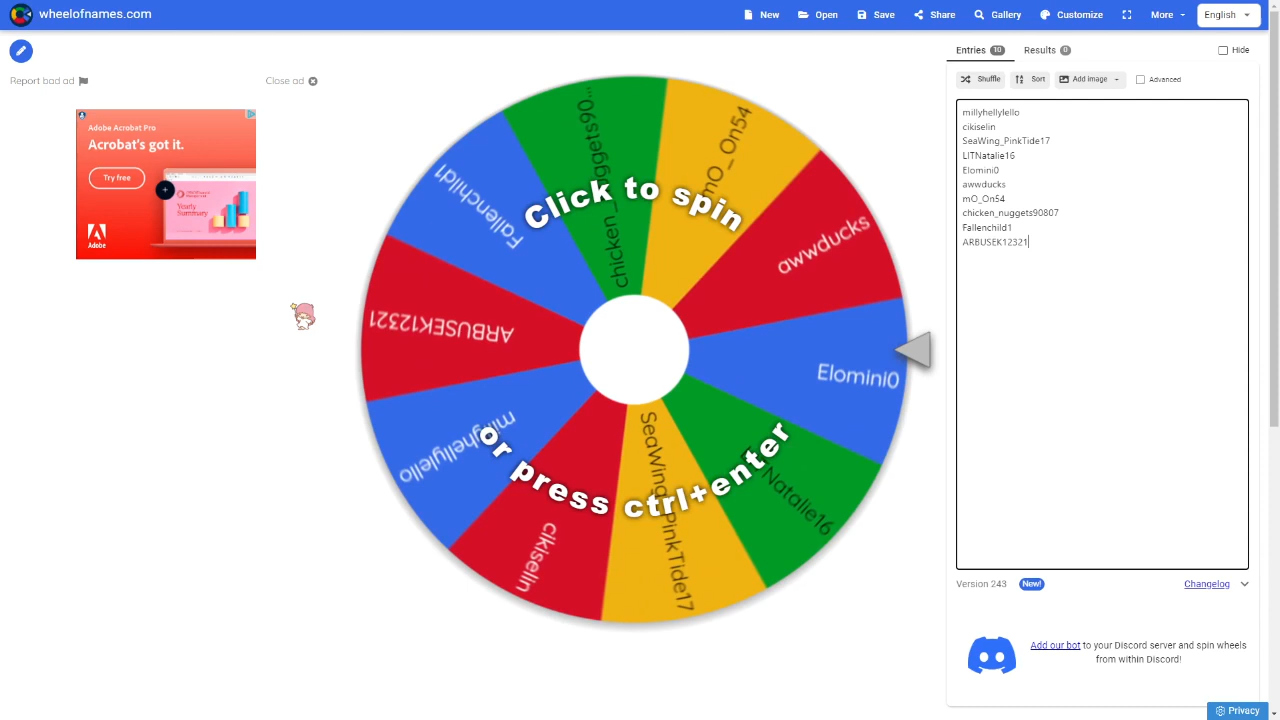 wheelofnames.com
New Open Save Share Gallery Customize More English
Report bad ad
Close ad
Adobe Acrobat Pro
Acrobat's got it.
Try free
Yearly
Summary
Adobe
Click to spin
or press ctrl+enter
chicken_nuggets90...
mO_On54
awwducks
Elomini0
Natalie16
SeaWing_PinkTide17
cikiselin
millyhellylello
ARBUSEK12321
Fallenchild1
Entries 10 Results 0 Hide
Shuffle Sort Add image Advanced
millyhellylello
cikiselin
SeaWing_PinkTide17
LITNatalie16
Elomini0
awwducks
mO_On54
chicken_nuggets90807
Fallenchild1
ARBUSEK12321
Version 243 New! Changelog
Add our bot to your Discord server and spin wheels
from within Discord!
Privacy